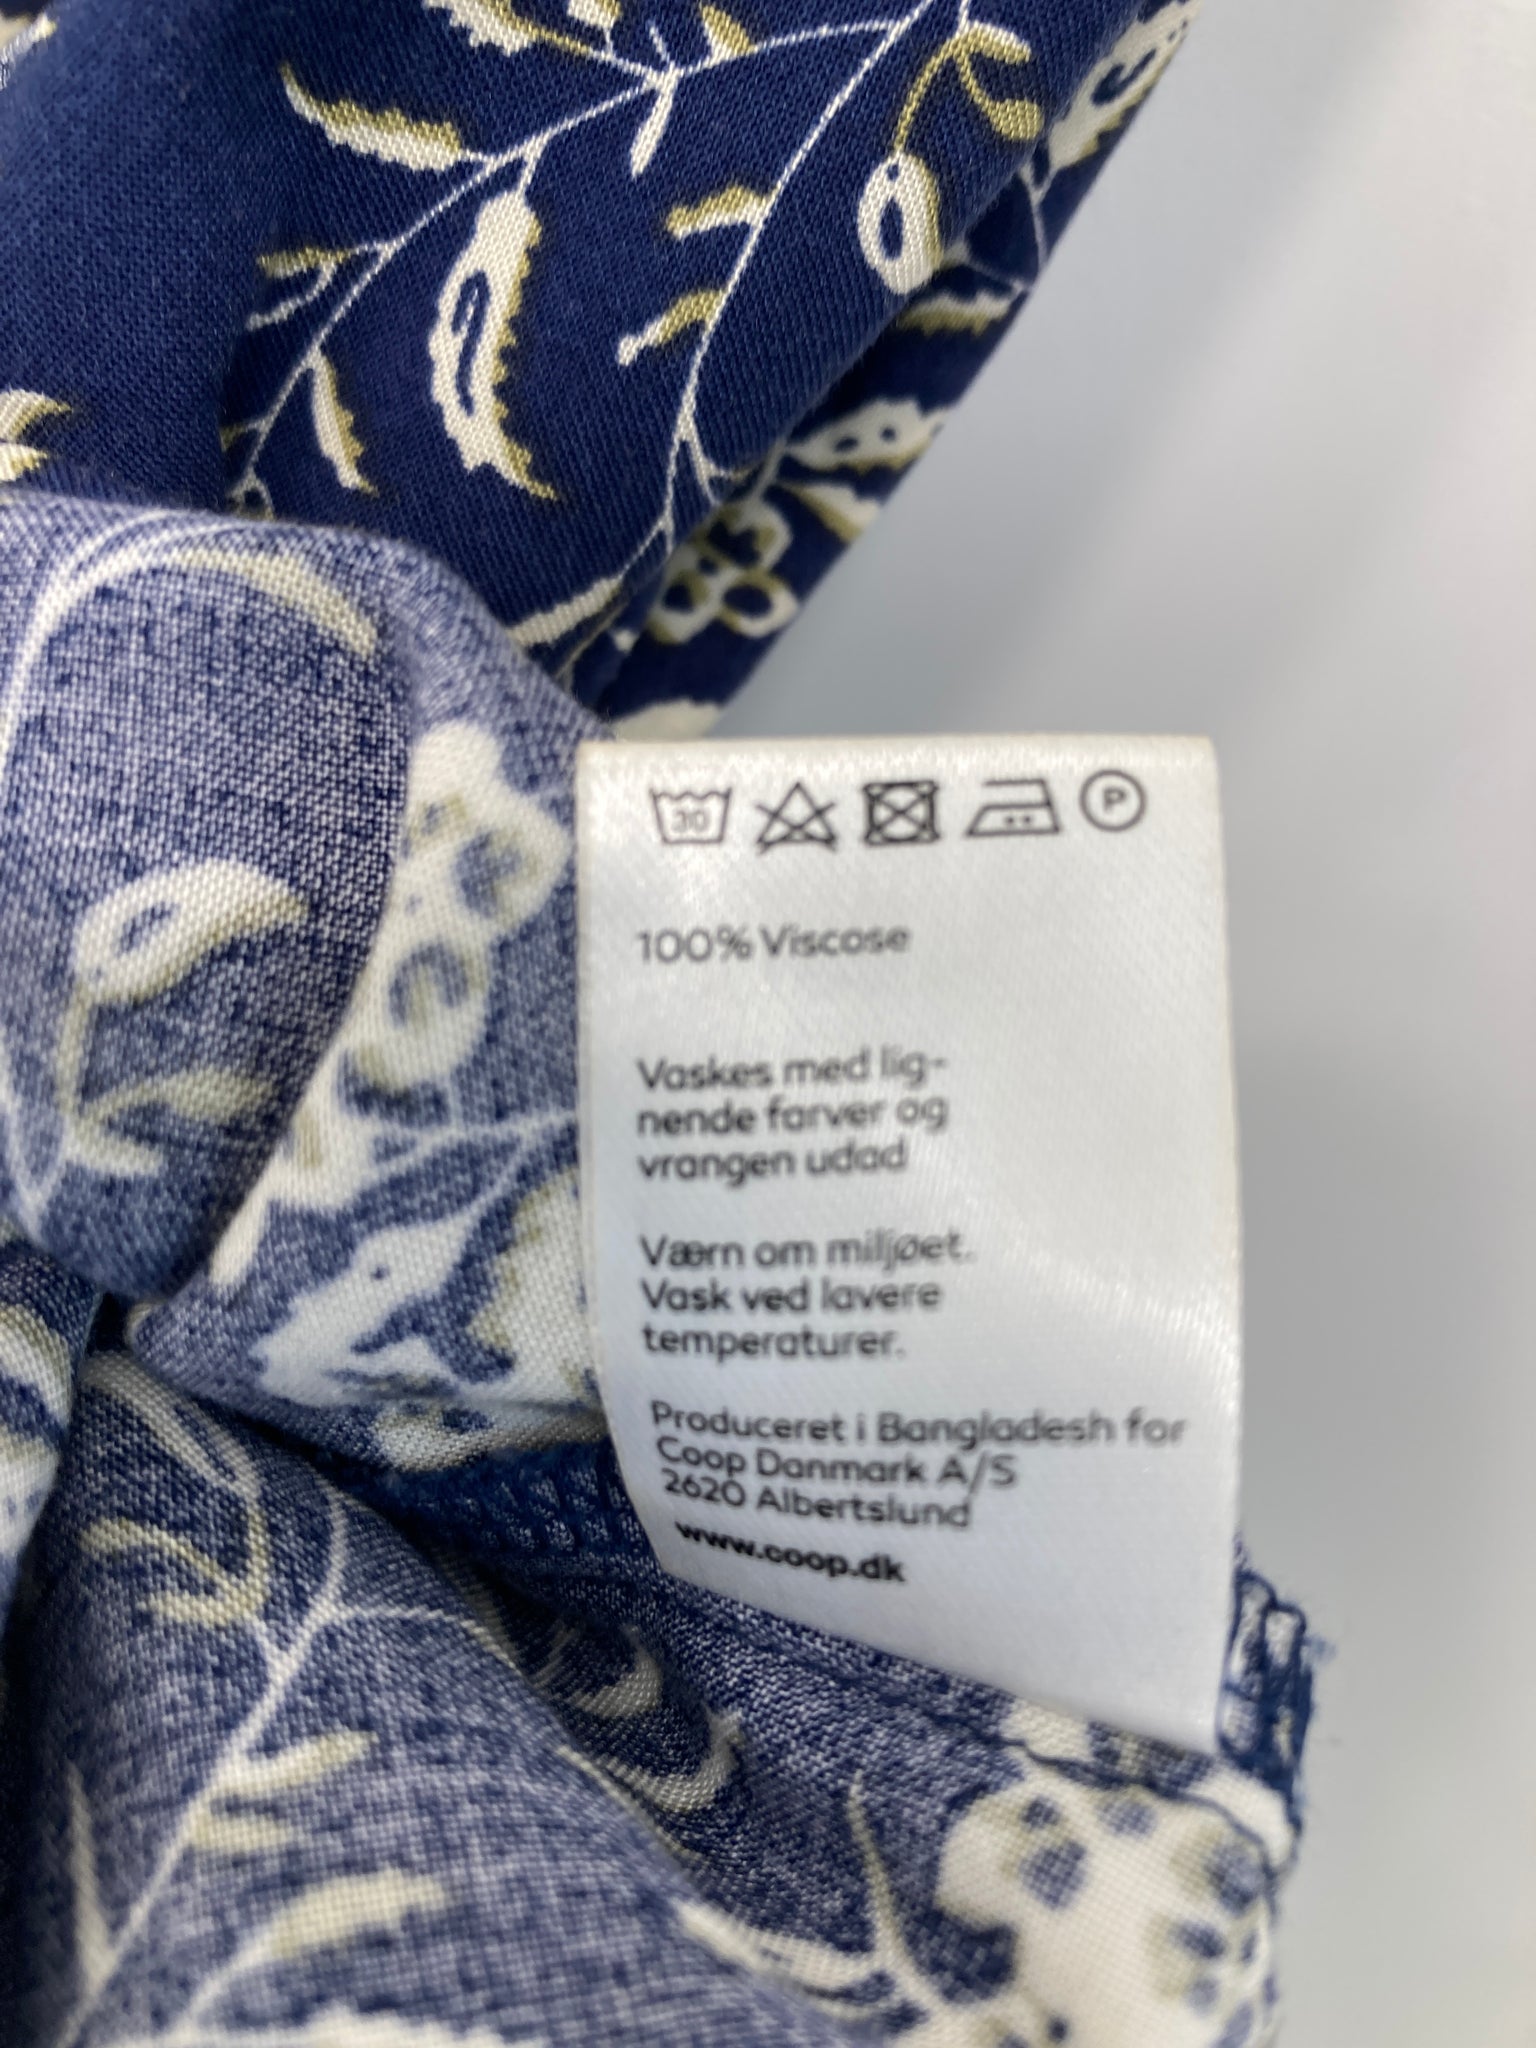 30 P
100% Viscose
Vaskes med lig-
nende farver og
vrangen udad
Værn om miljøet.
Vask ved lavere
temperaturer.
Produceret i Bangladesh for
Coop Danmark A/S
2620 Albertslund
www.coop.dk